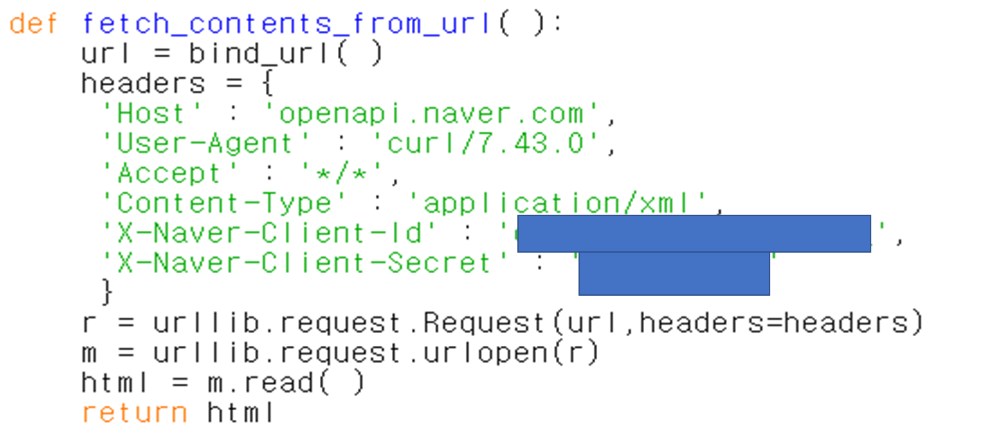 def fetch_contents_from_url( ):
url = bind_url( )
headers = {
'Host' : 'openapi.naver.com',
'User-Agent' : 'curl/7.43.0',
'Accept' : '*/*',
'Content-Type' : 'application/xml',
'X-Naver-Client-Id' : '',
'X-Naver-Client-Secret' : ''
}
r = urllib.request.Request(url,headers=headers)
m = urllib.request.urlopen(r)
html = m.read( )
return html